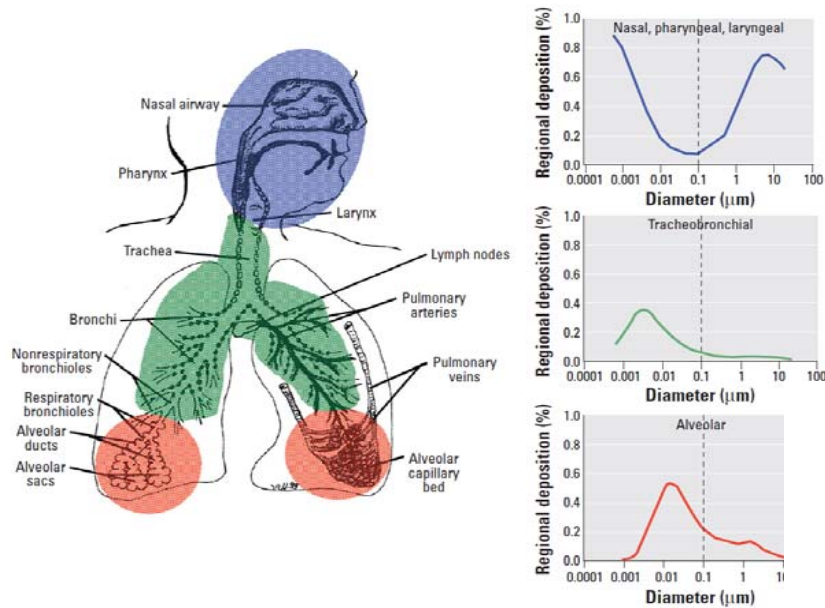 Nasal airway
Pharynx
Larynx
Trachea
Lymph nodes
Pulmonary
arteries
Bronchi
Nonrespiratory
bronchioles
Pulmonary
veins
Respiratory
bronchioles
Alveolar
ducts
Alveolar
sacs
Alveolar
capillary
bed
Regional deposition (%)
1.0
0.8
0.6
0.4
0.2
0.0
Nasal, pharyngeal, laryngeal
0.0001 0.001 0.01 0.1 1 10 100
Diameter (μm)
Regional deposition (%)
1.0
0.8
0.6
0.4
0.2
0.0
Tracheobronchial
0.0001 0.001 0.01 0.1 1 10 100
Diameter (μm)
Regional deposition (%)
1.0
0.8
0.6
0.4
0.2
0.0
Alveolar
0.0001 0.001 0.01 0.1 1 10
Diameter (μm)